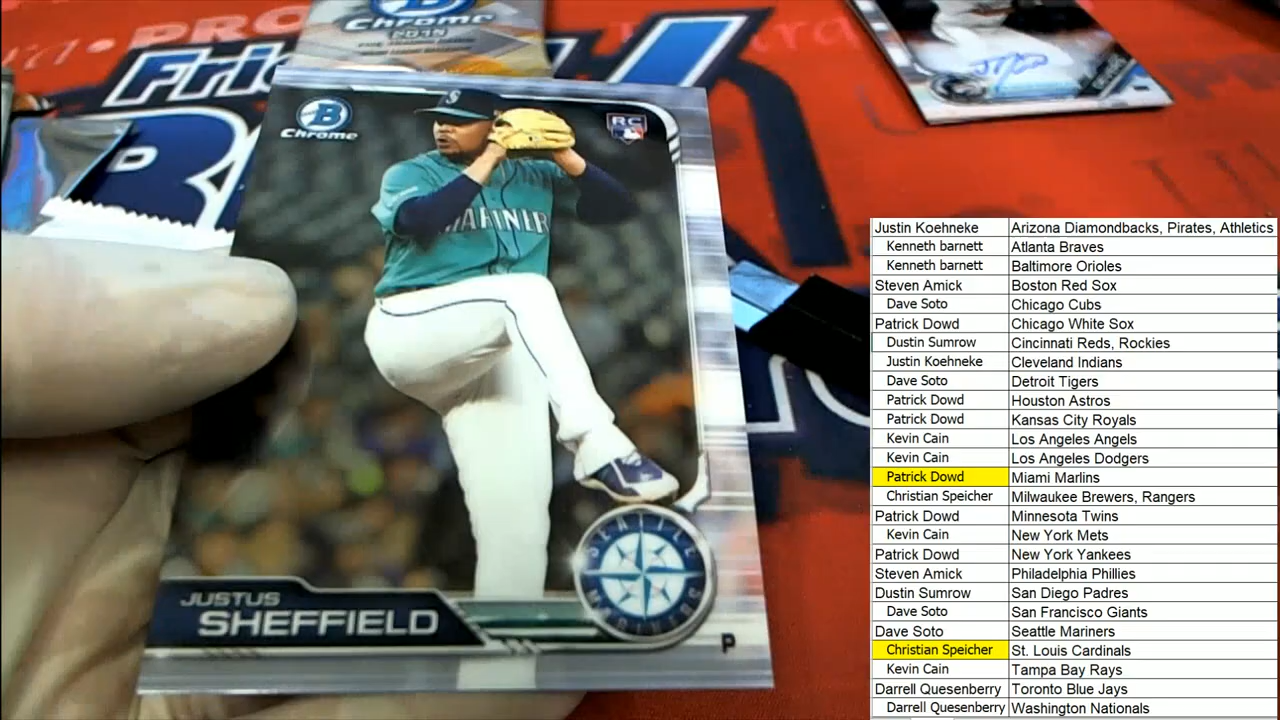 Chrome
2019
PRO
Fri
B
Chrome
S
RC
MARINER
SEATTLE
MARINERS
JUSTUS
SHEFFIELD
P
Justin Koehneke Arizona Diamondbacks, Pirates, Athletics
Kenneth barnett Atlanta Braves
Kenneth barnett Baltimore Orioles
Steven Amick Boston Red Sox
Dave Soto Chicago Cubs
Patrick Dowd Chicago White Sox
Dustin Sumrow Cincinnati Reds, Rockies
Justin Koehneke Cleveland Indians
Dave Soto Detroit Tigers
Patrick Dowd Houston Astros
Patrick Dowd Kansas City Royals
Kevin Cain Los Angeles Angels
Kevin Cain Los Angeles Dodgers
Patrick Dowd Miami Marlins
Christian Speicher Milwaukee Brewers, Rangers
Patrick Dowd Minnesota Twins
Kevin Cain New York Mets
Patrick Dowd New York Yankees
Steven Amick Philadelphia Phillies
Dustin Sumrow San Diego Padres
Dave Soto San Francisco Giants
Dave Soto Seattle Mariners
Christian Speicher St. Louis Cardinals
Kevin Cain Tampa Bay Rays
Darrell Quesenberry Toronto Blue Jays
Darrell Quesenberry Washington Nationals